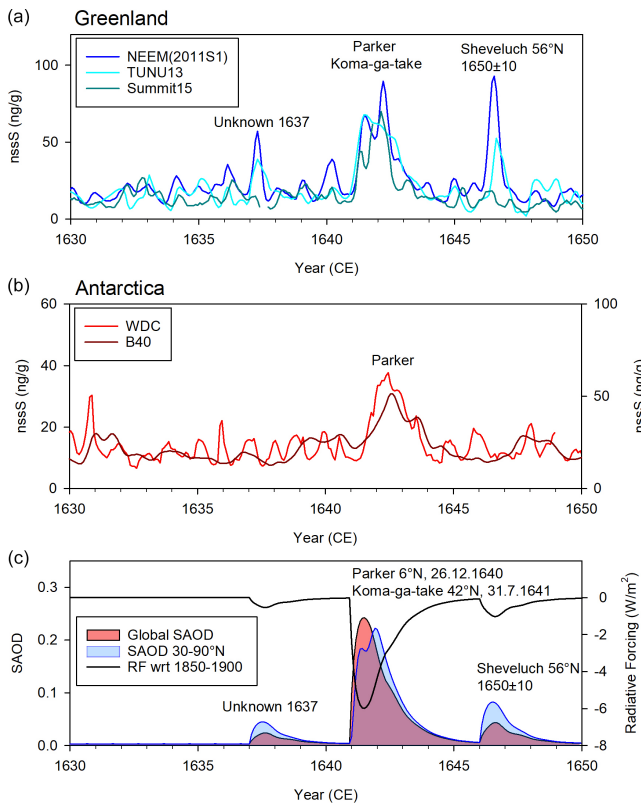 (a)
Greenland
NEEM(2011S1)
TUNU13
Summit15
Parker
Koma-ga-take
Sheveluch 56°N
1650±10
Unknown 1637
nssS (ng/g)
100
50
0
1630
1635
1640
1645
1650
Year (CE)
(b)
Antarctica
WDC
B40
Parker
nssS (ng/g)
60
40
20
0
100
50
0
nssS (ng/g)
1630
1635
1640
1645
1650
Year (CE)
(c)
Parker 6°N, 26.12.1640
Koma-ga-take 42°N, 31.7.1641
Global SAOD
SAOD 30-90°N
RF wrt 1850-1900
Sheveluch 56°N
1650±10
Unknown 1637
SAOD
0.3
0.2
0.1
0.0
0
-2
-4
-6
-8
Radiative Forcing (W/m²)
1630
1635
1640
1645
1650
Year (CE)